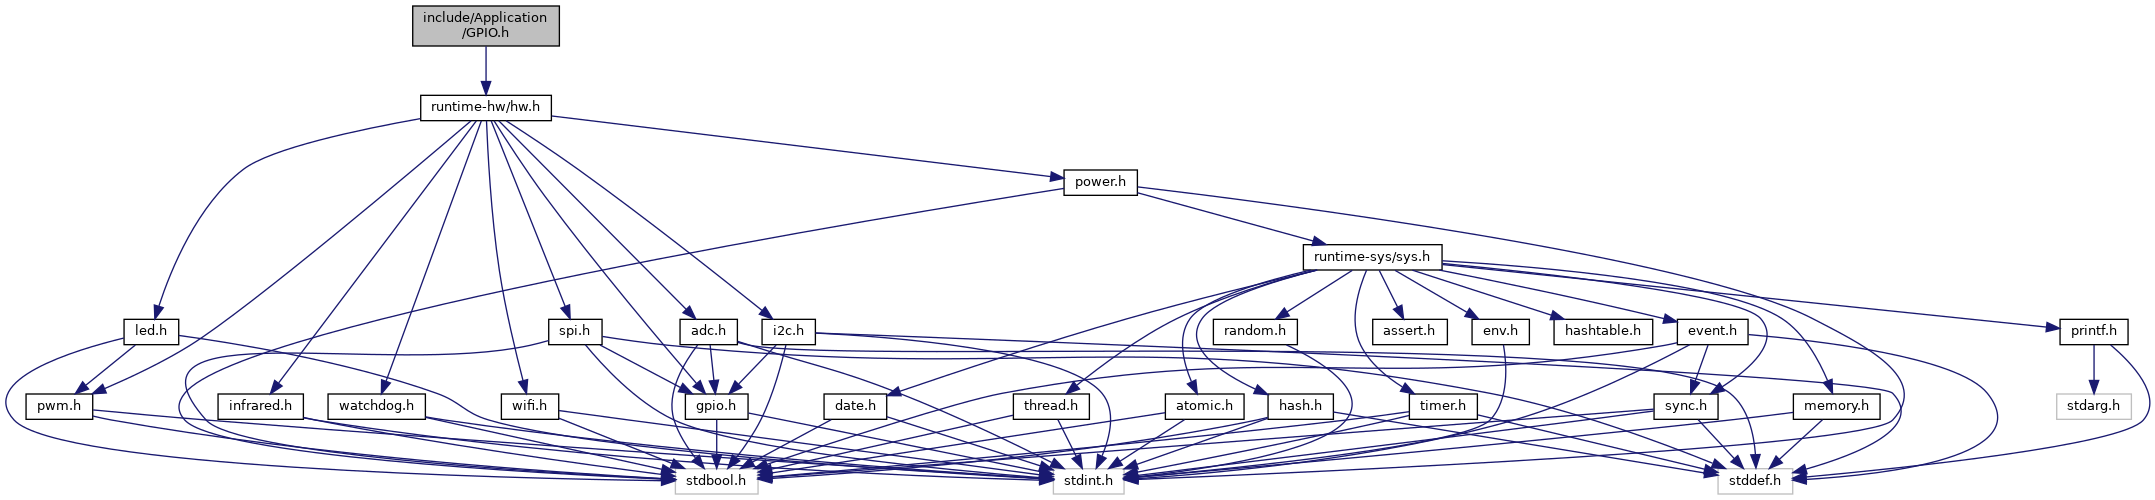 include/Application
/GPIO.h
runtime-hw/hw.h
power.h
runtime-sys/sys.h
led.h
spi.h
adc.h
i2c.h
random.h
assert.h
env.h
hashtable.h
event.h
printf.h
pwm.h
infrared.h
watchdog.h
wifi.h
gpio.h
date.h
thread.h
atomic.h
hash.h
timer.h
sync.h
memory.h
stdarg.h
stdbool.h
stdint.h
stddef.h